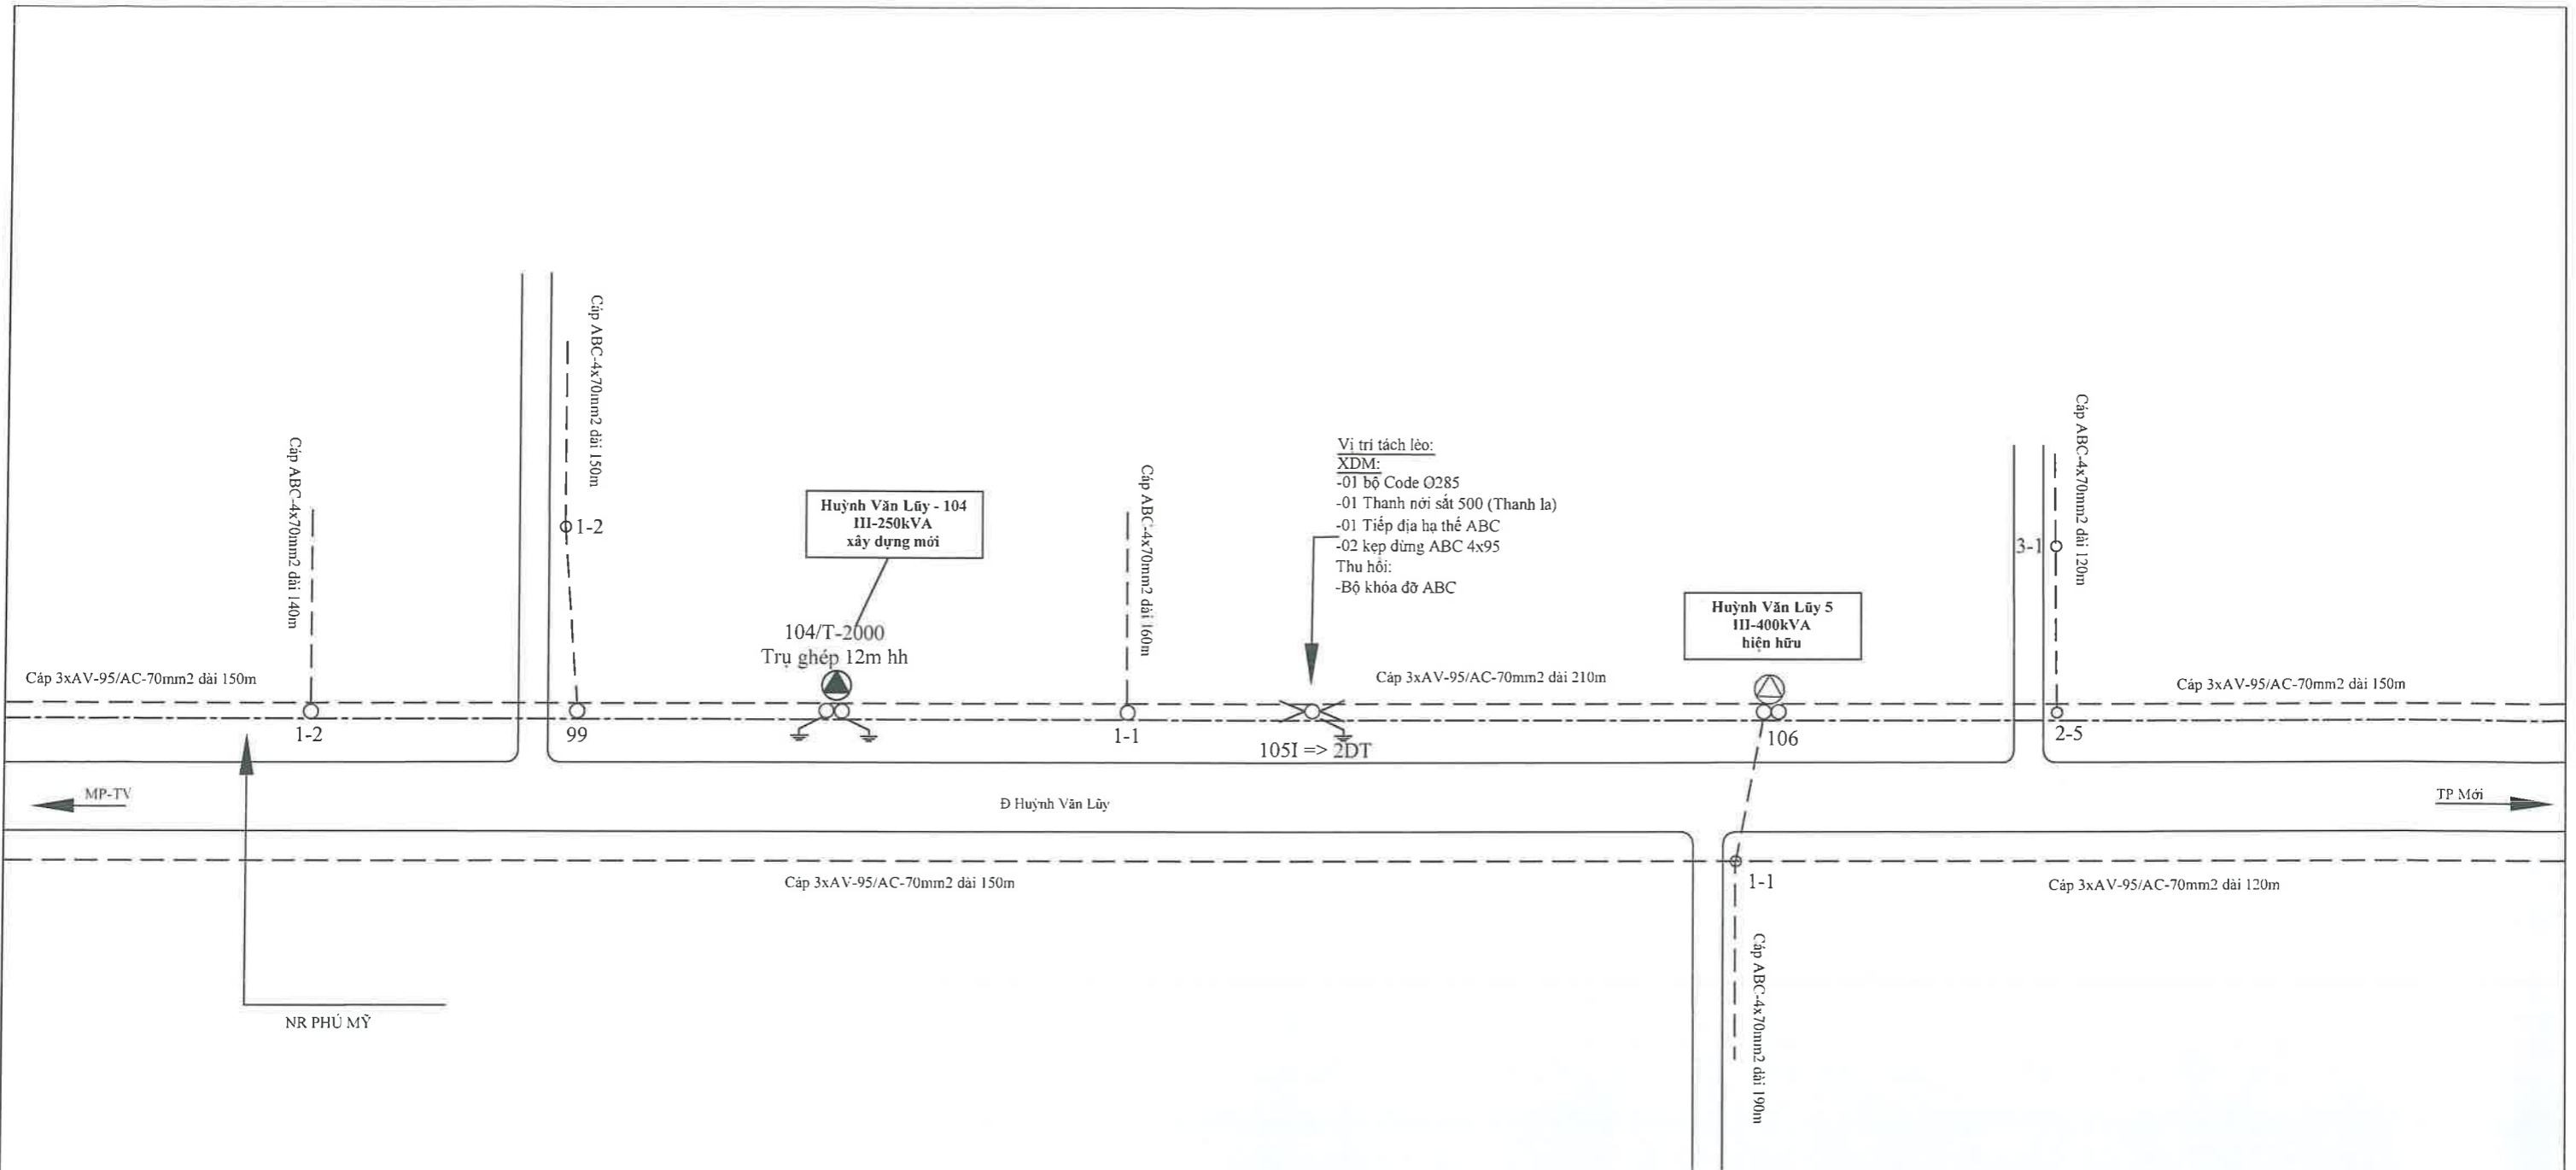 Cáp ABC-4x70mm2 dài 140m
Cáp ABC-4x70mm2 dài 150m
1-2
Huỳnh Văn Lũy - 104
III-250kVA
xây dựng mới
104/T-2000
Trụ ghép 12m hh
Cáp ABC-4x70mm2 dài 160m
Vị trí tách lèo:
XDM:
-01 bộ Code Ø285
-01 Thanh nới sắt 500 (Thanh la)
-01 Tiếp địa hạ thế ABC
-02 kẹp dừng ABC 4x95
Thu hồi:
-Bộ khóa đỡ ABC
Huỳnh Văn Lũy 5
III-400kVA
hiện hữu
3-1
Cáp ABC-4x70mm2 dài 120m
Cáp 3xAV-95/AC-70mm2 dài 150m
Cáp 3xAV-95/AC-70mm2 dài 210m
Cáp 3xAV-95/AC-70mm2 dài 150m
1-2
99
1-1
105I => 2DT
106
2-5
MP-TV
Đ Huỳnh Văn Lũy
TP Mới
Cáp 3xAV-95/AC-70mm2 dài 150m
1-1
Cáp 3xAV-95/AC-70mm2 dài 120m
Cáp ABC-4x70mm2 dài 190m
NR PHÚ MỸ